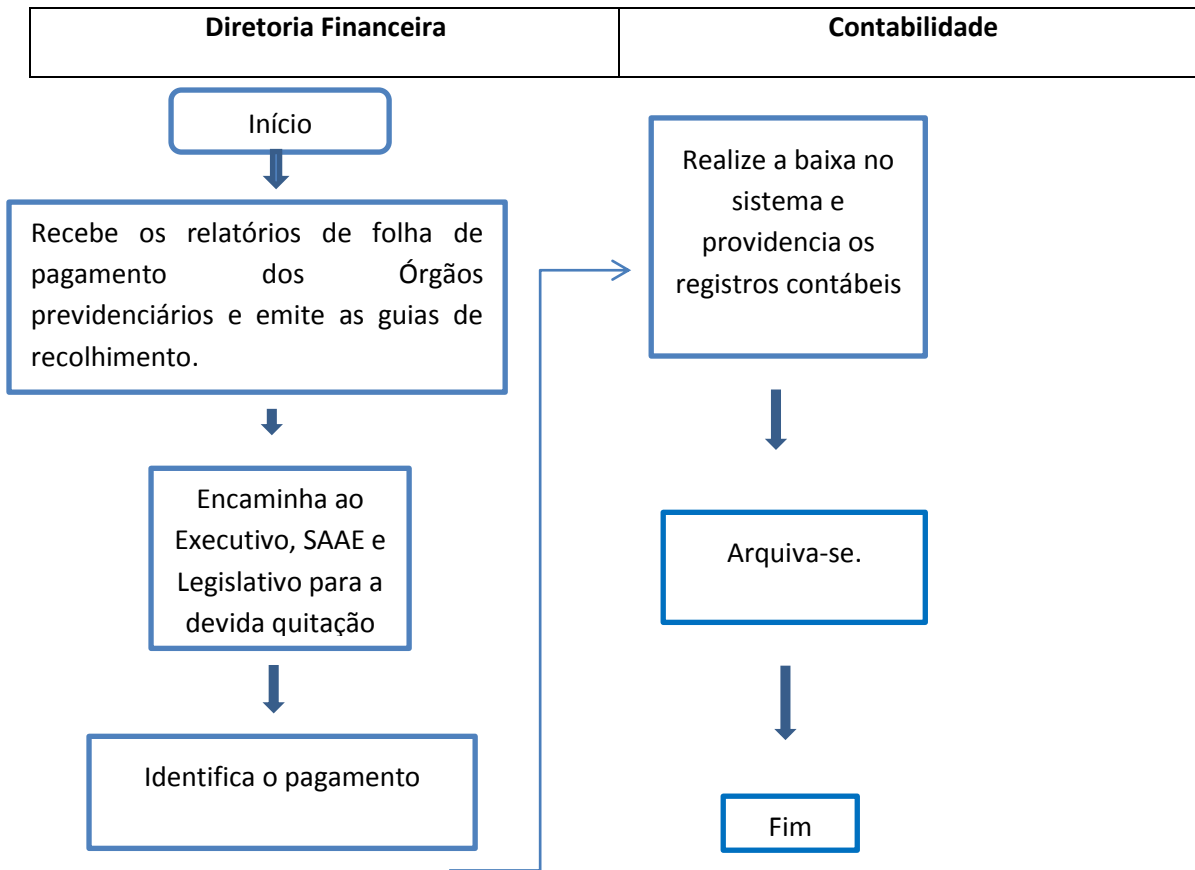 Diretoria Financeira
Contabilidade
Início
Recebe os relatórios de folha de
pagamento dos Órgãos
previdenciários e emite as guias de
recolhimento.
Encaminha ao
Executivo, SAAE e
Legislativo para a
devida quitação
Identifica o pagamento
Realize a baixa no
sistema e
providencia os
registros contábeis
Arquiva-se.
Fim